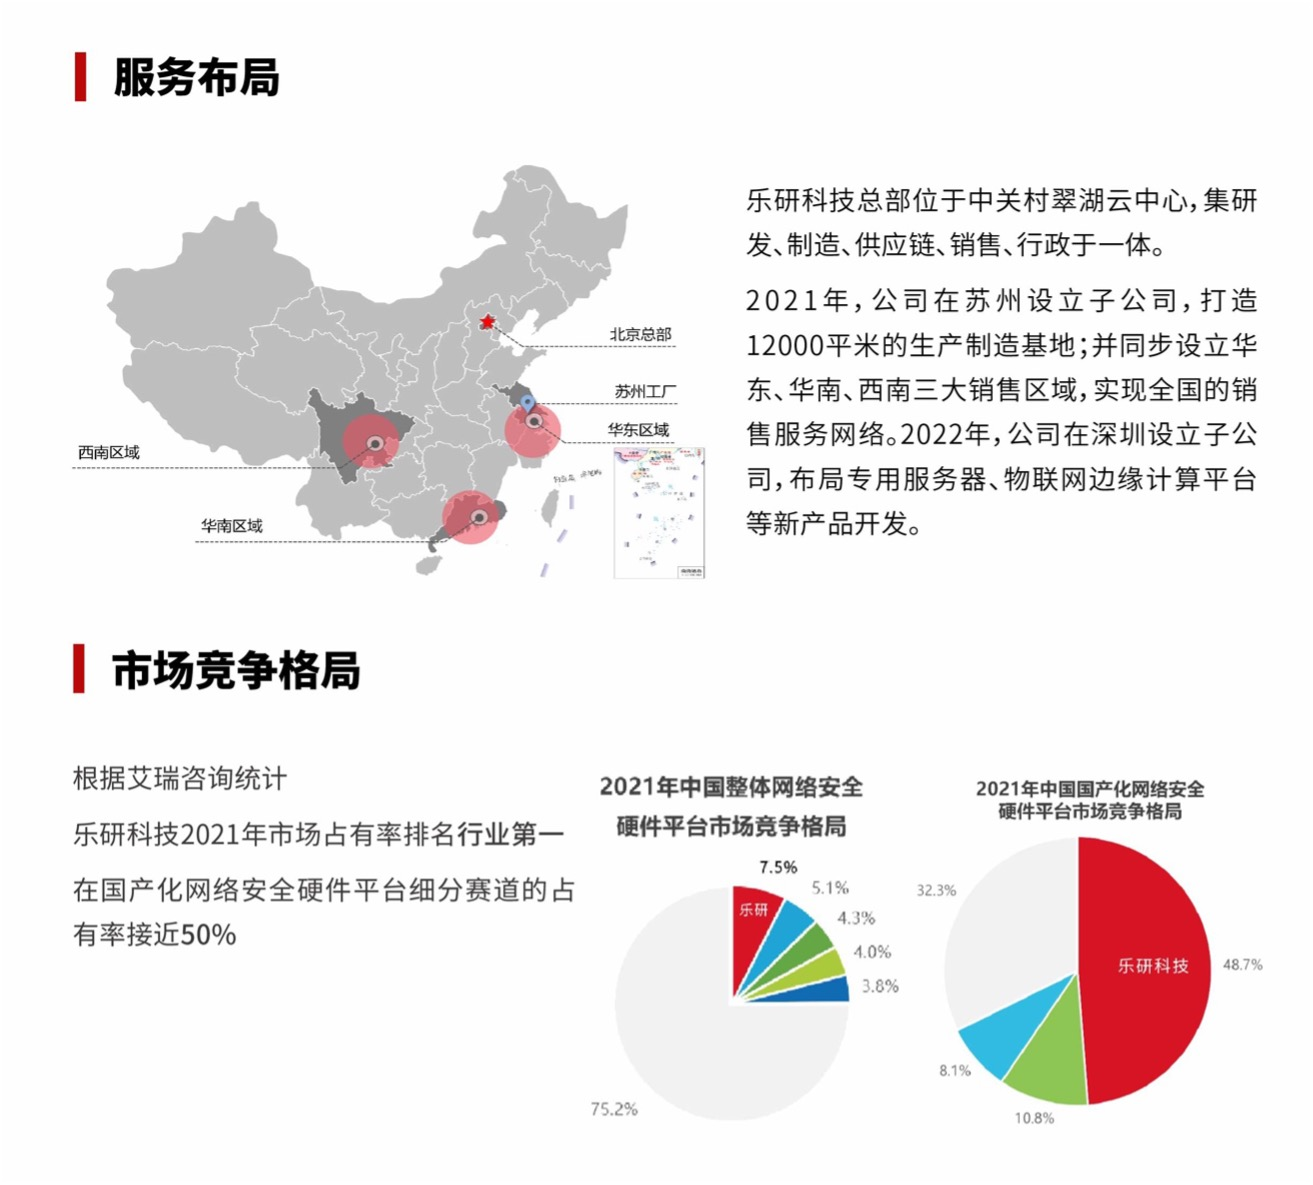 服务布局
北京总部
苏州工厂
华东区域
西南区域
华南区域
乐研科技总部位于中关村翠湖云中心，集研
发、制造、供应链、销售、行政于一体。
2021年，公司在苏州设立子公司，打造
12000平米的生产制造基地；并同步设立华
东、华南、西南三大销售区域，实现全国的销
售服务网络。2022年，公司在深圳设立子公
司，布局专用服务器、物联网边缘计算平台
等新产品开发。
市场竞争格局
根据艾瑞咨询统计
乐研科技2021年市场占有率排名行业第一
在国产化网络安全硬件平台细分赛道的占
有率接近50%
2021年中国整体网络安全
硬件平台市场竞争格局
7.5%
5.1%
4.3%
4.0%
3.8%
乐研
75.2%
2021年中国国产化网络安全
硬件平台市场竞争格局
32.3%
乐研科技
48.7%
8.1%
10.8%